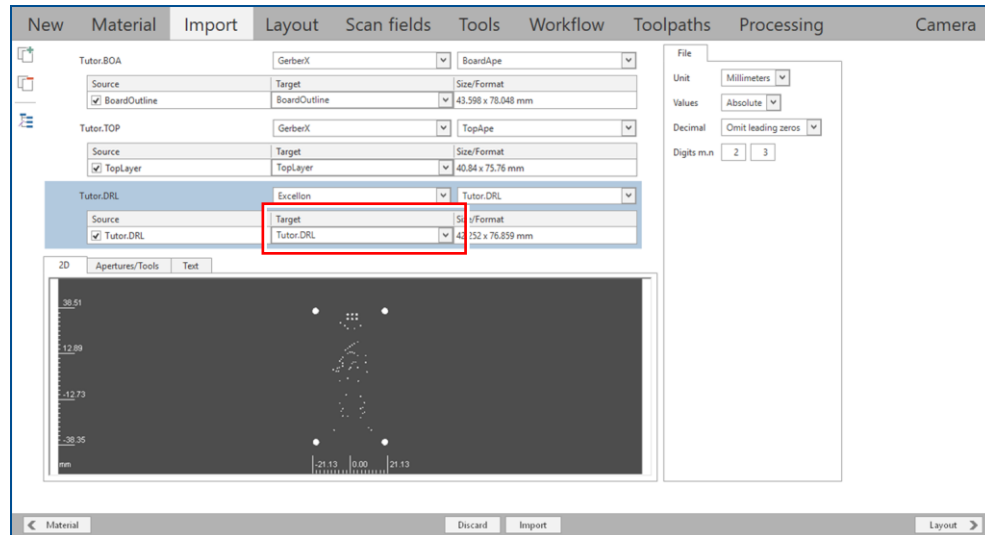 New Material Import Layout Scan fields Tools Workflow Toolpaths Processing Camera
Tutor.BOA GerberX BoardApe
Source Target Size/Format
BoardOutline BoardOutline 43.598 x 78.048 mm
Tutor.TOP GerberX TopApe
Source Target Size/Format
TopLayer TopLayer 40.84 x 75.76 mm
Tutor.DRL Excellon Tutor.DRL
Source Target Size/Format
Tutor.DRL Tutor.DRL 42.252 x 76.859 mm
File
Unit Millimeters
Values Absolute
Decimal Omit leading zeros
Digits m.n 2 3
2D Apertures/Tools Text
38.51
12.89
-12.73
-38.35
mm -21.13 0.00 21.13
Material Discard Import Layout